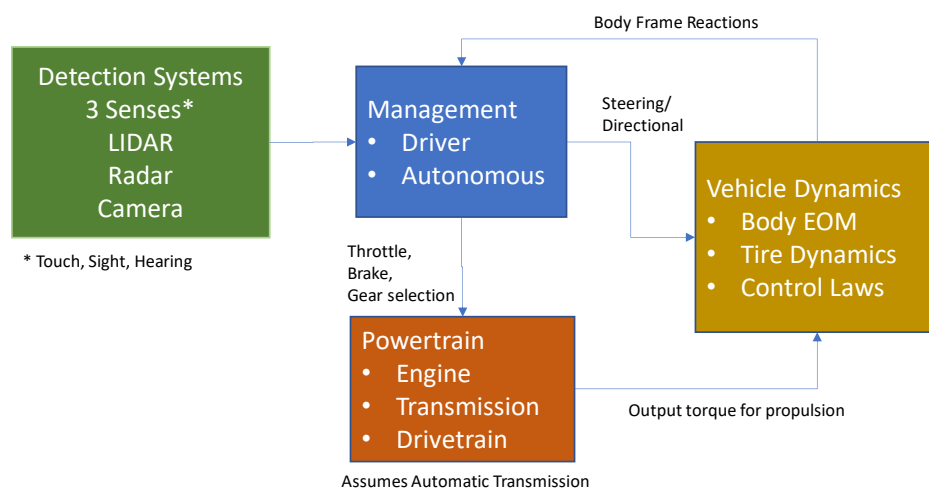 Body Frame Reactions
Detection Systems
3 Senses*
LIDAR
Radar
Camera
* Touch, Sight, Hearing
Management
• Driver
• Autonomous
Steering/
Directional
Vehicle Dynamics
• Body EOM
• Tire Dynamics
• Control Laws
Throttle,
Brake,
Gear selection
Powertrain
• Engine
• Transmission
• Drivetrain
Output torque for propulsion
Assumes Automatic Transmission